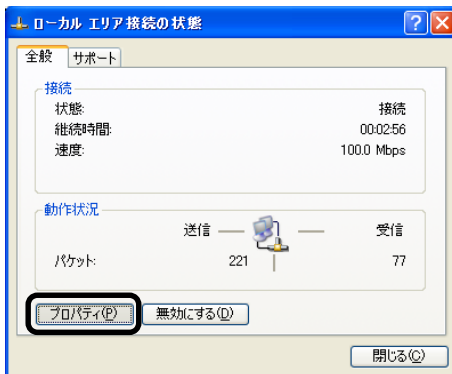 ローカル エリア接続の状態
全般 サポート
接続
状態: 接続
継続時間: 00:02:56
速度: 100.0 Mbps
動作状況
送信 受信
パケット: 221 77
プロパティ(P) 無効にする(D)
閉じる(C)